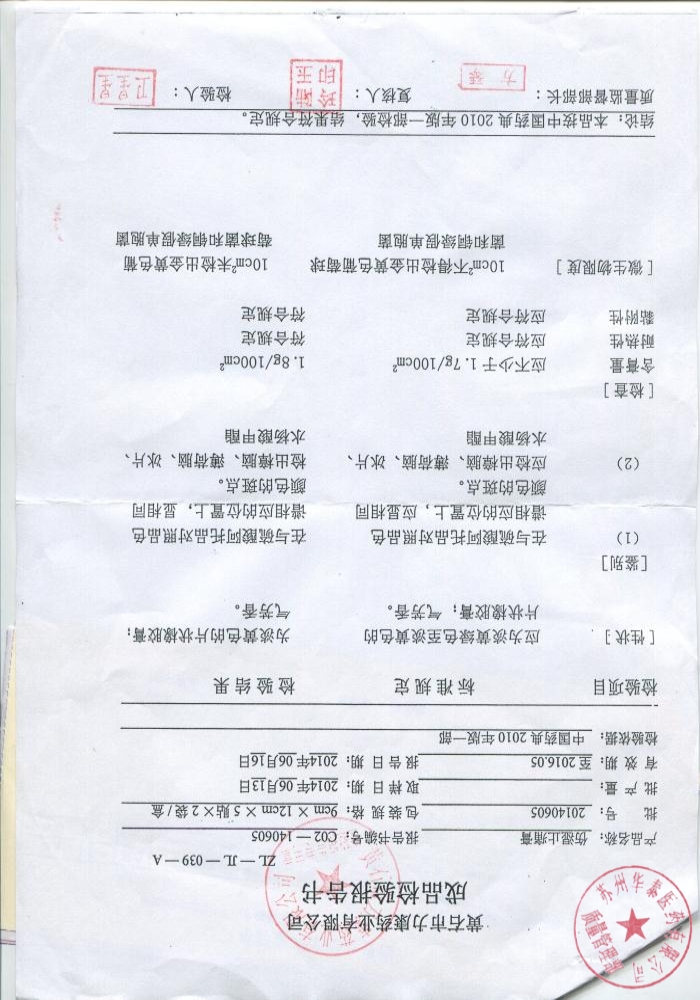 黄石市力康药业有限公司
成品检验报告书
ZL—JL—039—A
产品名称: 伤湿止痛膏 报告书编号: C02—140605
批 号: 20140605 包装规格: 9cm×12cm×5贴×2袋/盒
批 产 量: 取样日期: 2014年06月13日
有 效 期: 至2016.05 报告日期: 2014年06月16日
检验依据: 中国药典2010年版一部
检验项目 标准规定 检验结果
[性状] 应为淡黄绿色至淡黄色的 为淡黄色的片状橡胶膏;
片状橡胶膏; 气芳香。 气芳香。
[鉴别]
(1) 在与硫酸阿托品对照品色 在与硫酸阿托品对照品色
谱相应的位置上, 应显相同 谱相应的位置上, 显相同
颜色的斑点。 颜色的斑点。
(2) 应检出樟脑、薄荷脑、冰片、 检出樟脑、薄荷脑、冰片、
水杨酸甲酯 水杨酸甲酯
[检查]
含膏量 应不少于1.7g/100cm² 1.8g/100cm²
耐热性 应符合规定 符合规定
黏附性 应符合规定 符合规定
[微生物限度] 10cm²不得检出金黄色葡萄球 10cm²未检出金黄色葡
菌和铜绿假单胞菌 萄球菌和铜绿假单胞菌
结论: 本品按中国药典2010年版一部检验, 结果符合规定。
质量监督部部长: 复核人: 检验人:
苏州华泰医药有限公司
质量管理部